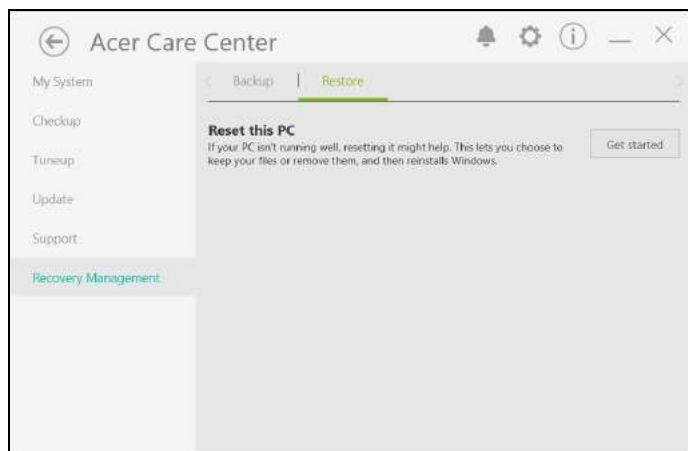 Acer Care Center
My System
Checkup
Tuneup
Update
Support
Recovery Management
Backup | Restore
Reset this PC
If your PC isn't running well, resetting it might help. This lets you choose to
keep your files or remove them, and then reinstalls Windows.
Get started